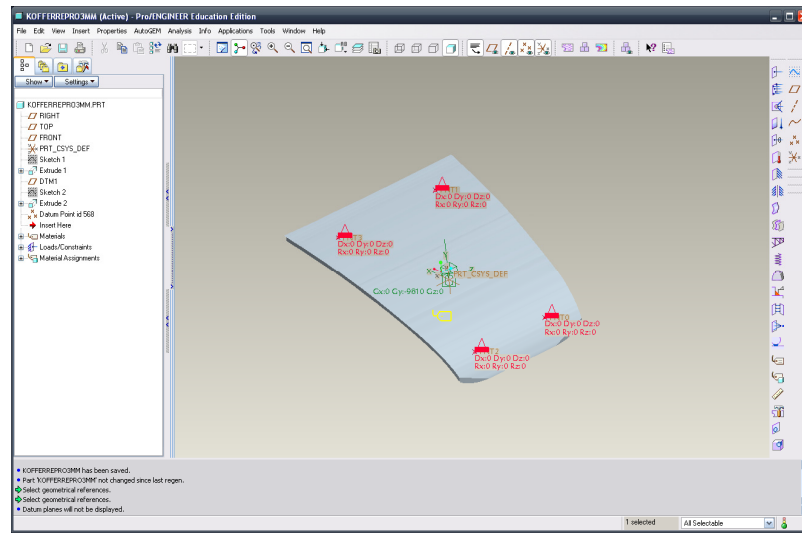 KOFFERREPRO3MM (Active) - Pro/ENGINEER Education Edition
File Edit View Insert Properties AutoGEM Analysis Info Applications Tools Window Help
Show Settings
KOFFERREPRO3MM.PRT
RIGHT
TOP
FRONT
PRT_CSYS_DEF
Sketch 1
Extrude 1
DTM1
Sketch 2
Extrude 2
Datum Point id 568
Insert Here
Materials
Loads/Constraints
Material Assignments
Dx:0 Dy:0 Dz:0
Rx:0 Ry:0 Rz:0
Dx:0 Dy:0 Dz:0
Rx:0 Ry:0 Rz:0
PRT_CSYS_DEF
Gx:0 Gy:-9810 Gz:0
Dx:0 Dy:0 Dz:0
Rx:0 Ry:0 Rz:0
Dx:0 Dy:0 Dz:0
Rx:0 Ry:0 Rz:0
KOFFERREPRO3MM has been saved.
Part 'KOFFERREPRO3MM' not changed since last regen.
Select geometrical references.
Select geometrical references.
Datum planes will not be displayed.
1 selected All Selectable